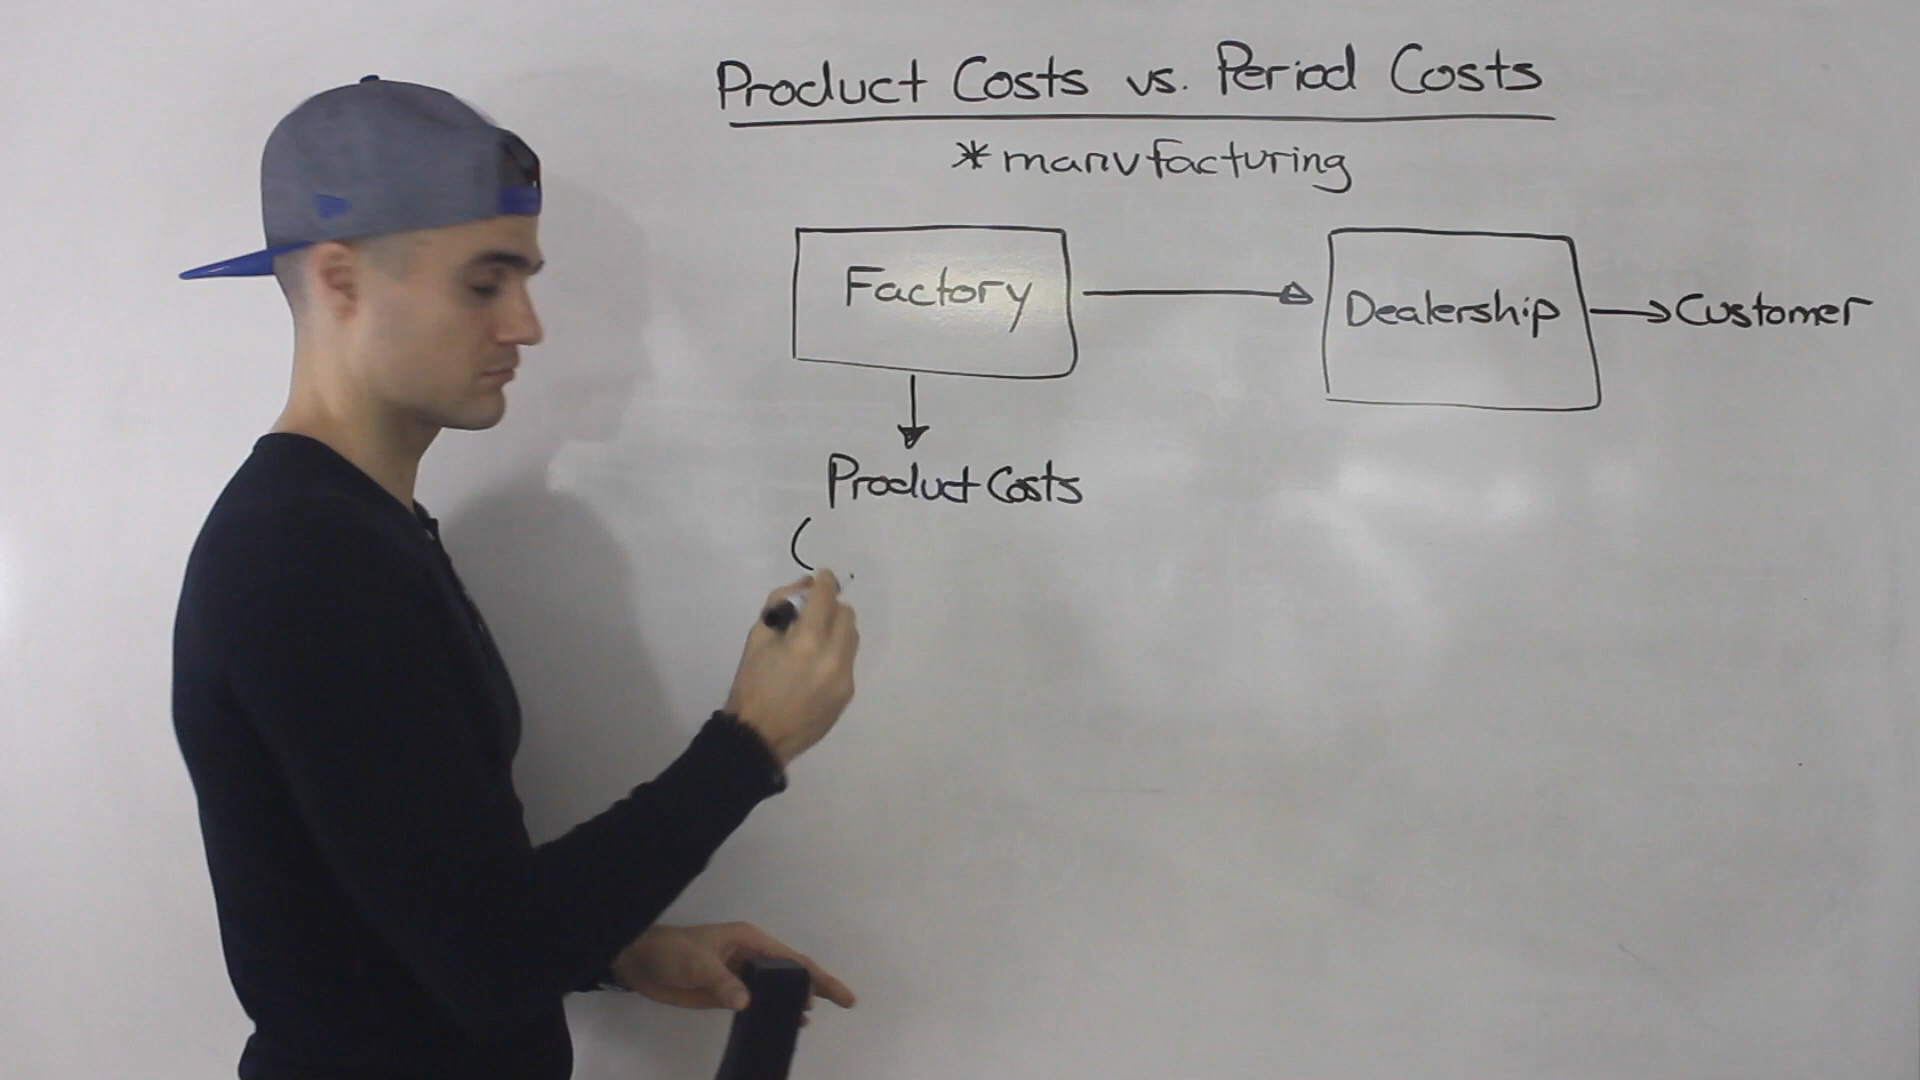 Product Costs vs. Period Costs
*manufacturing
Factory
Dealership
Customer
Product Costs
(